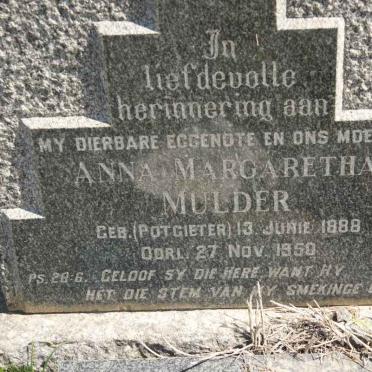 In
liefdevolle
herinnering aan
MY DIERBARE EGGENOTE EN ONS MOE
ANNA MARGARETHA
MULDER
GEB. (POTGIETER) 13 JUNIE 1888
OORL. 27 NOV. 1950
PS. 28-6. GELOOF SY DIE HERE, WANT HY
HET DIE STEM VAN MY SMEKINGE